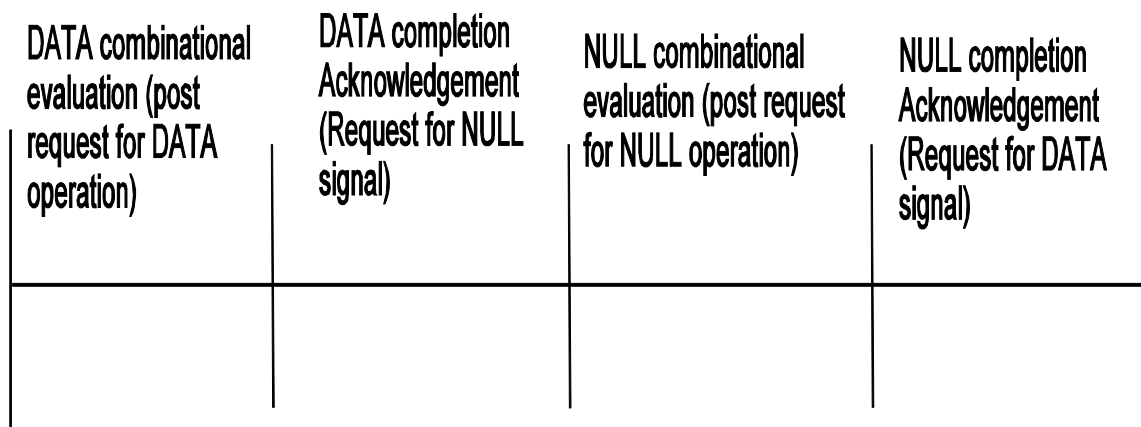 DATA combinational
evaluation (post
request for DATA
operation)
DATA completion
Acknowledgement
(Request for NULL
signal)
NULL combinational
evaluation (post request
for NULL operation)
NULL completion
Acknowledgement
(Request for DATA
signal)